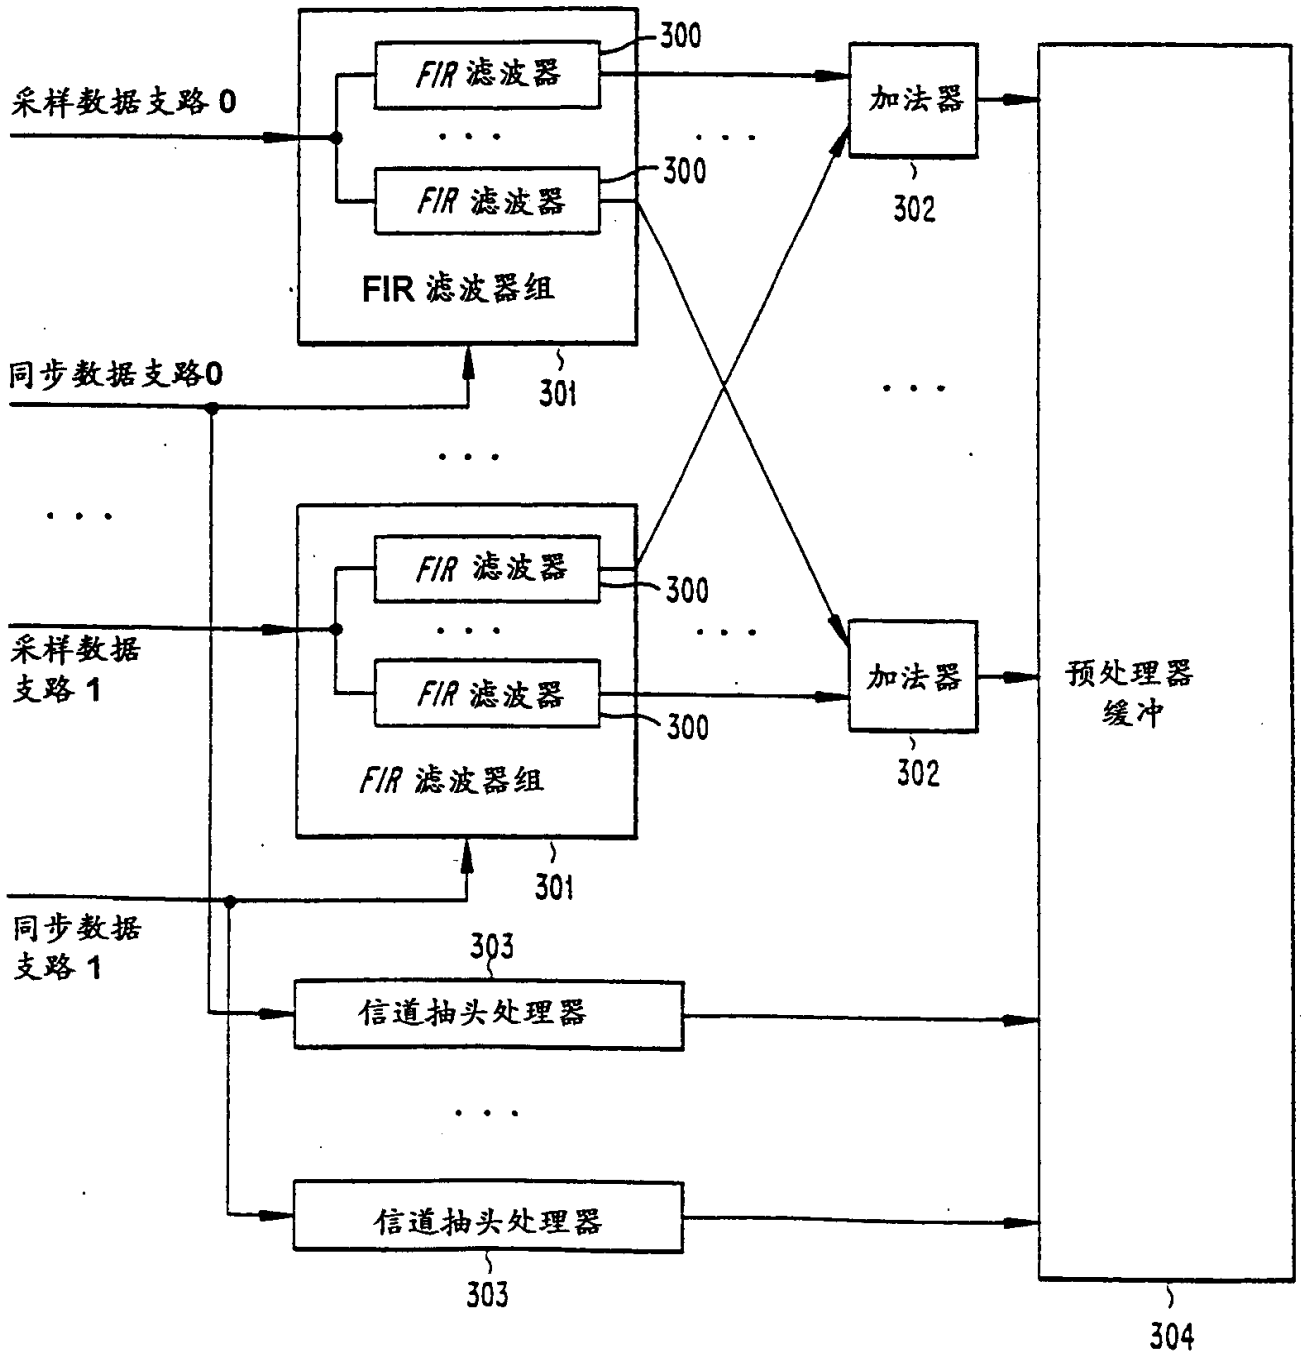 300
FIR 滤波器
采样数据支路 0
加法器
300
FIR 滤波器
302
FIR 滤波器组
同步数据支路0
301
FIR 滤波器
300
采样数据
支路 1
FIR 滤波器
300
加法器
预处理器
缓冲
302
FIR 滤波器组
301
同步数据
支路 1
303
信道抽头处理器
信道抽头处理器
303
304